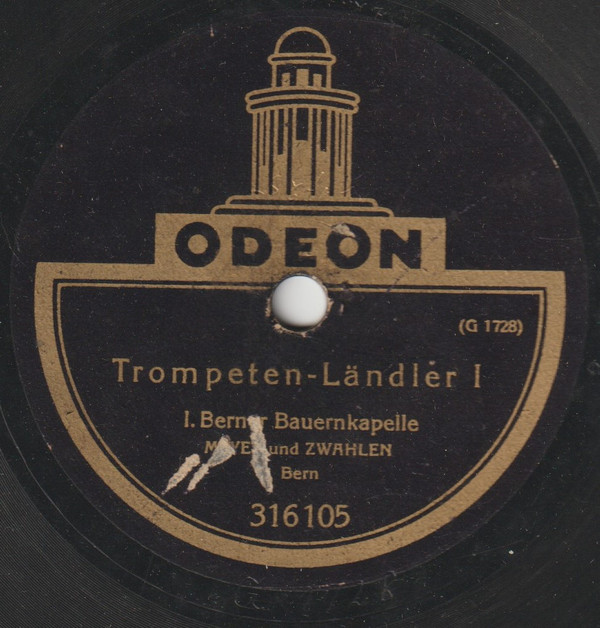 ODEON
(G 1728)
Trompeten-Ländler I
I. Berner Bauernkapelle
und ZWAHLEN
Bern
316105